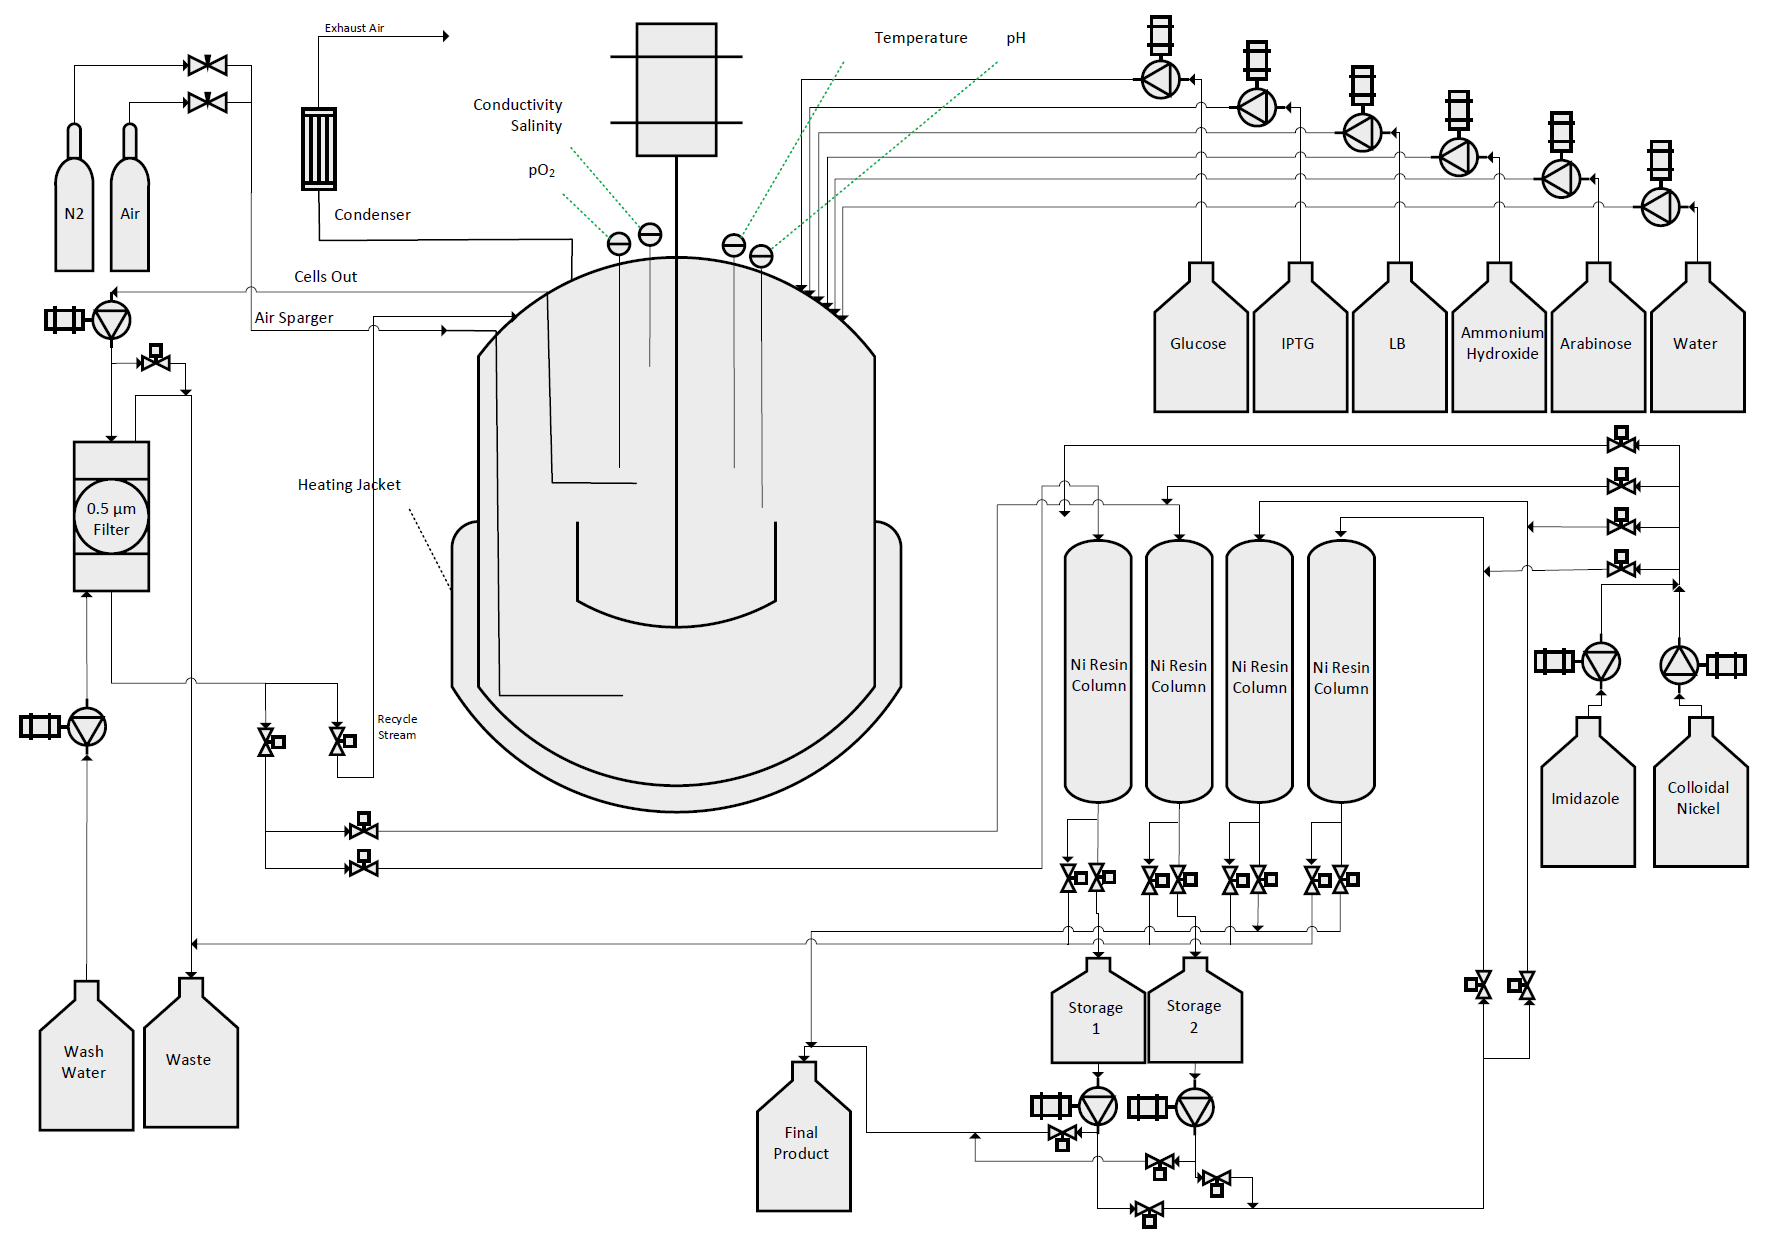 Exhaust Air
Temperature
pH
Conductivity
Salinity
pO₂
N2
Air
Condenser
Cells Out
Air Sparger
Glucose
IPTG
LB
Ammonium
Hydroxide
Arabinose
Water
Heating Jacket
0.5 µm
Filter
Ni Resin
Column
Ni Resin
Column
Ni Resin
Column
Ni Resin
Column
Recycle
Stream
Imidazole
Colloidal
Nickel
Storage
1
Storage
2
Wash
Water
Waste
Final
Product